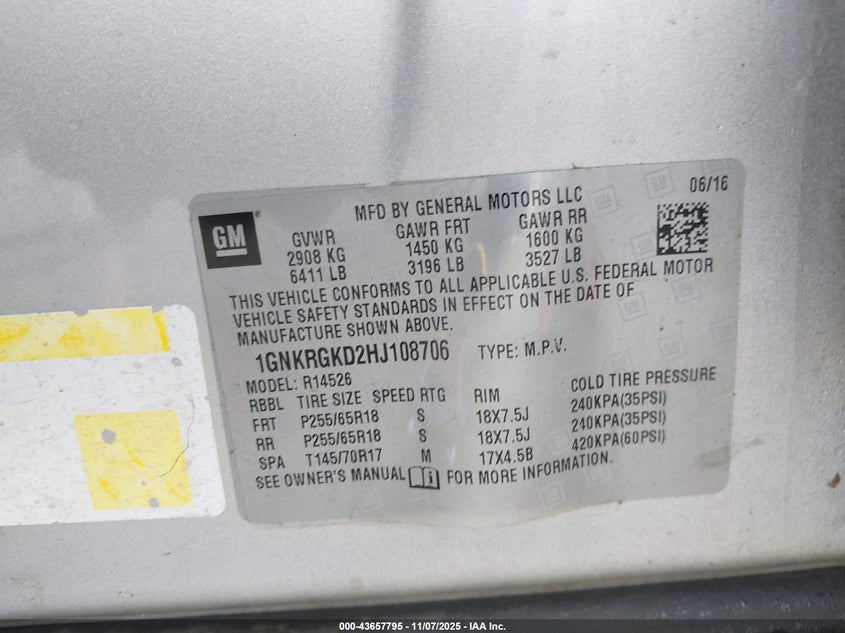 06/16
MFD BY GENERAL MOTORS LLC
GM®
GVWR GAWR FRT GAWR RR
2908 KG 1450 KG 1600 KG
6411 LB 3196 LB 3527 LB
THIS VEHICLE CONFORMS TO ALL APPLICABLE U.S. FEDERAL MOTOR
VEHICLE SAFETY STANDARDS IN EFFECT ON THE DATE OF
MANUFACTURE SHOWN ABOVE.
1GNKRGKD2HJ108706 TYPE: M.P.V.
MODEL: R14526
RBBL TIRE SIZE SPEED RTG RIM COLD TIRE PRESSURE
FRT P255/65R18 S 18X7.5J 240KPA(35PSI)
RR P255/65R18 S 18X7.5J 240KPA(35PSI)
SPA T145/70R17 M 17X4.5B 420KPA(60PSI)
SEE OWNER'S MANUAL FOR MORE INFORMATION.
000-43657795 - 11/07/2025 - IAA Inc.